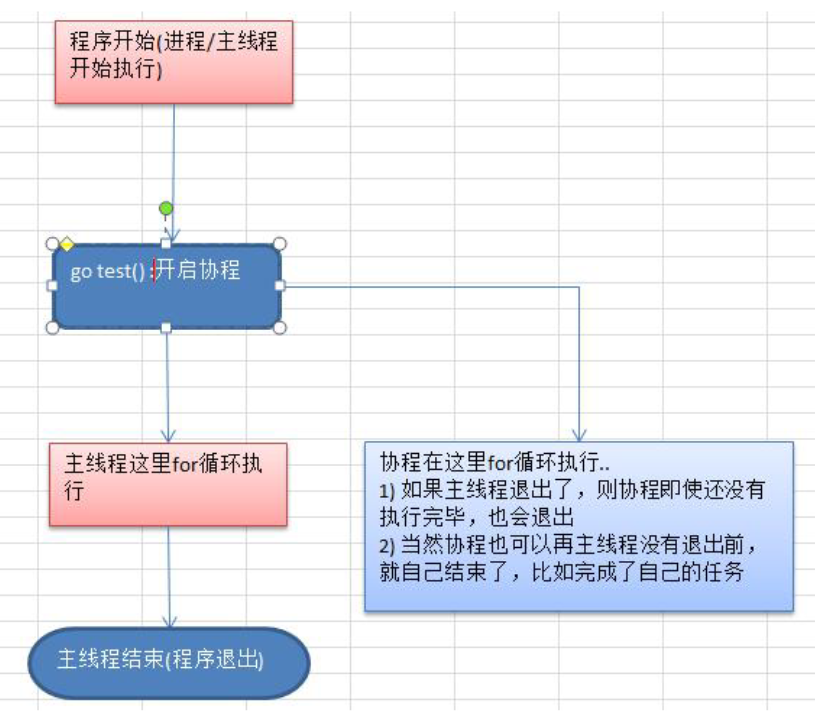 程序开始(进程/主线程
开始执行)
go test() :开启协程
主线程这里for循环执
行
协程在这里for循环执行..
1) 如果主线程退出了，则协程即使还没有
执行完毕，也会退出
2) 当然协程也可以再主线程没有退出前，
就自己结束了，比如完成了自己的任务
主线程结束(程序退出)